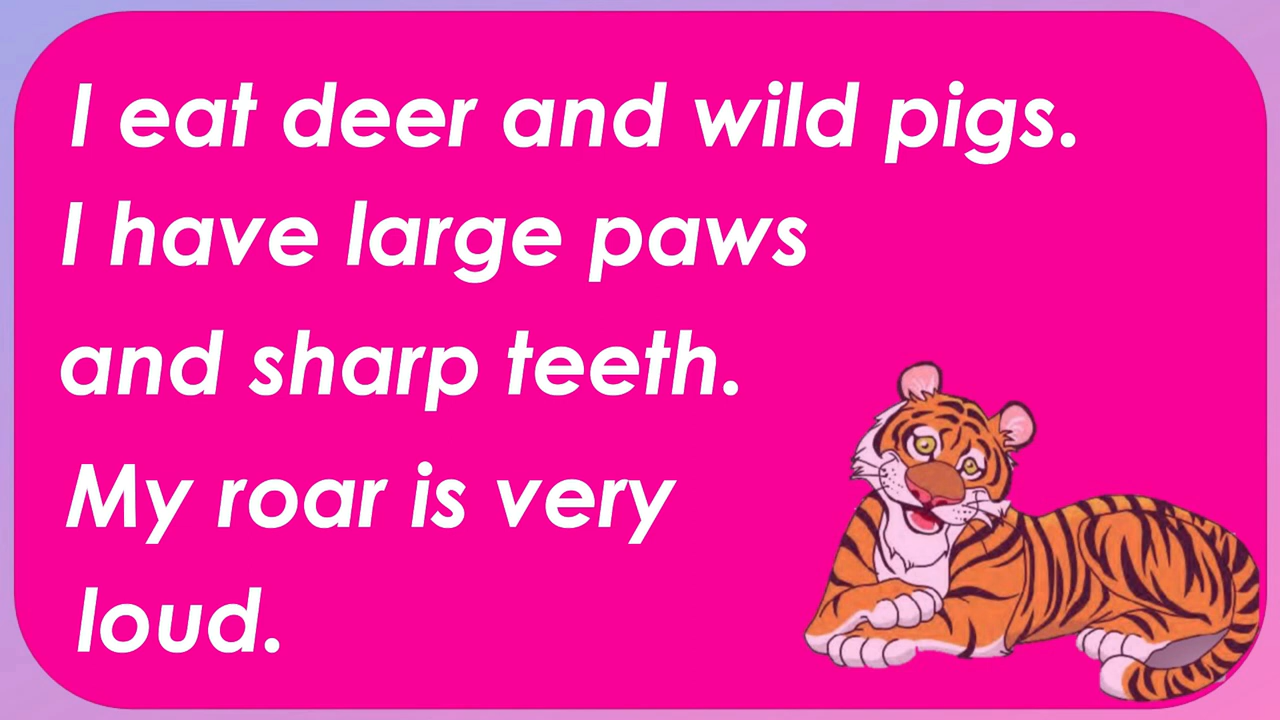 I eat deer and wild pigs.
I have large paws
and sharp teeth.
My roar is very
loud.